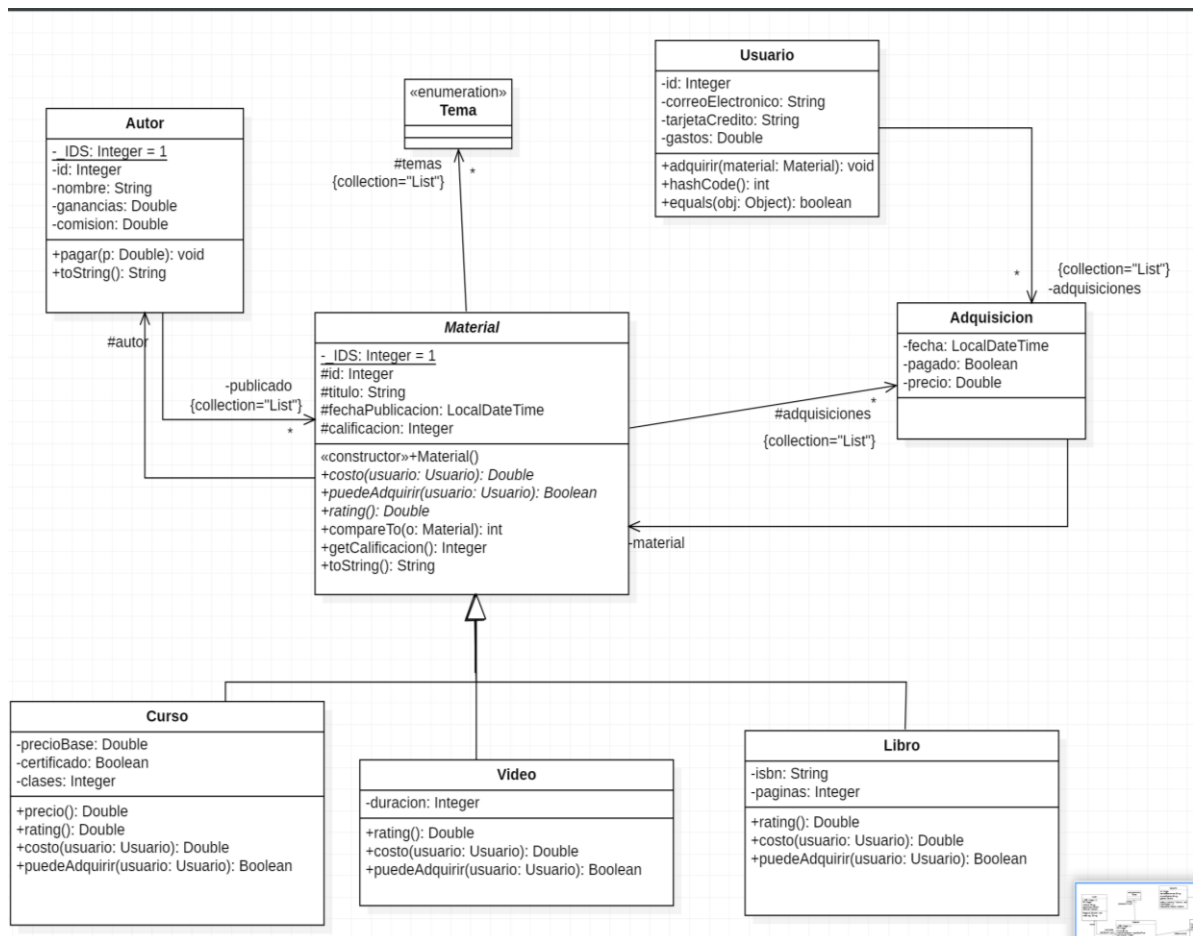 Usuario
-id: Integer
-correoElectronico: String
-tarjetaCredito: String
-gastos: Double
+adquirir(material: Material): void
+hashCode(): int
+equals(obj: Object): boolean
«enumeration»
Tema
Autor
-_IDS: Integer = 1
-id: Integer
-nombre: String
-ganancias: Double
-comision: Double
+pagar(p: Double): void
+toString(): String
#temas
{collection="List"}
*
*
{collection="List"}
-adquisiciones
#autor
-publicado
{collection="List"}
*
Material
-_IDS: Integer = 1
#id: Integer
#titulo: String
#fechaPublicacion: LocalDateTime
#calificacion: Integer
«constructor»+Material()
+costo(usuario: Usuario): Double
+puedeAdquirir(usuario: Usuario): Boolean
+rating(): Double
+compareTo(o: Material): int
+getCalificacion(): Integer
+toString(): String
Adquisicion
-fecha: LocalDateTime
-pagado: Boolean
-precio: Double
*
#adquisiciones
{collection="List"}
-material
Curso
-precioBase: Double
-certificado: Boolean
-clases: Integer
+precio(): Double
+rating(): Double
+costo(usuario: Usuario): Double
+puedeAdquirir(usuario: Usuario): Boolean
Video
-duracion: Integer
+rating(): Double
+costo(usuario: Usuario): Double
+puedeAdquirir(usuario: Usuario): Boolean
Libro
-isbn: String
-paginas: Integer
+rating(): Double
+costo(usuario: Usuario): Double
+puedeAdquirir(usuario: Usuario): Boolean